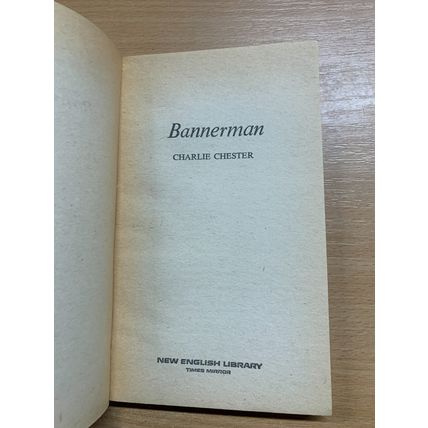 Bannerman
CHARLIE CHESTER
NEW ENGLISH LIBRARY
TIMES MIRROR